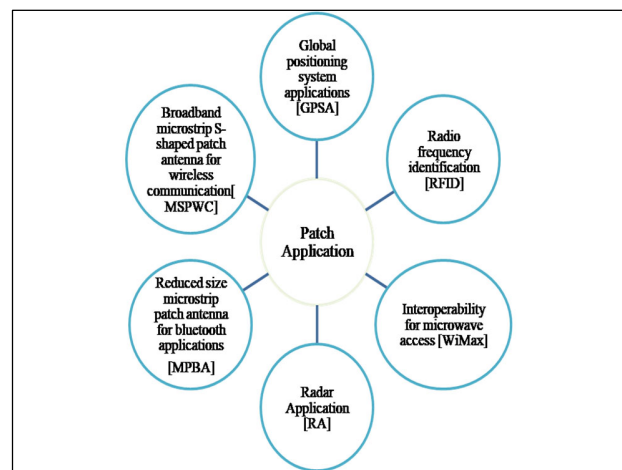 Global
positioning
system
applications
[GPSA]
Radio
frequency
identification
[RFID]
Interoperability
for microwave
access [WiMax]
Radar
Application
[RA]
Reduced size
microstrip
patch antenna
for bluetooth
applications
[MPBA]
Broadband
microstrip S-
shaped patch
antenna for
wireless
communication[
MSPWC]
Patch
Application